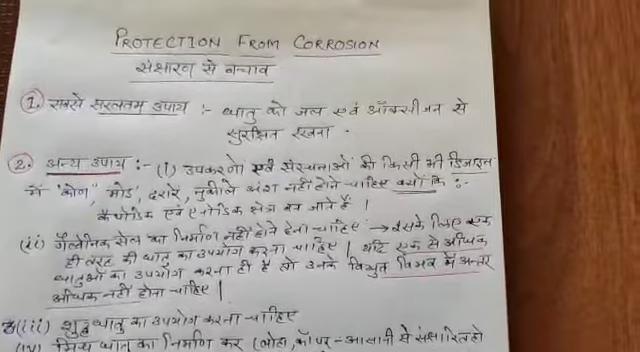 PROTECTION FROM CORROSION
संक्षारण से बचाव
1. सबसे सरलतम उपाय :- धातु को जल एवं ऑक्सीजन से
सुरक्षित रखना .
2. अन्य उपाय :- (i) उपकरणों एवं संरचनाओं की किसी भी डिजाइन
में 'कोण', मोड़, दरारें, नुकीले अंश नहीं होने चाहिए क्यों कि :-
कैथोडिक एवं एनोडिक क्षेत्र बन जाते हैं |
(ii) गैल्वेनिक सेल का निर्माण नहीं होने देना चाहिए → इसके लिए एक
ही तरह की धातु का उपयोग करना चाहिए | यदि एक से अधिक
धातुओं का उपयोग करना ही है तो उनके विद्युत विभव में अन्तर
अधिक नहीं होना चाहिए |
(iii) शुद्ध धातु का उपयोग करना चाहिए
(iv) मिश्र धातु का निर्माण कर (लोहा, कॉपर - आसानी से संक्षारित हो